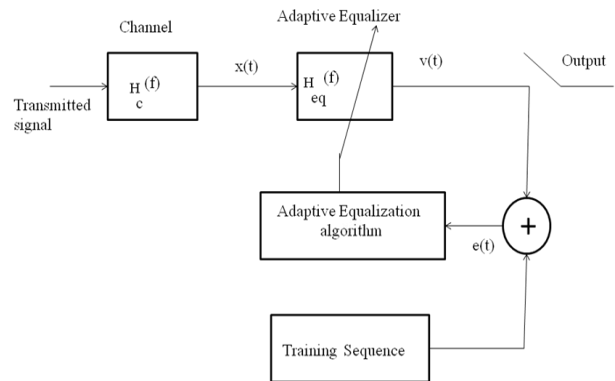 Adaptive Equalizer
Channel
x(t)
v(t)
Output
H (f)
c
H (f)
eq
Transmitted
signal
Adaptive Equalization
algorithm
+
e(t)
Training Sequence